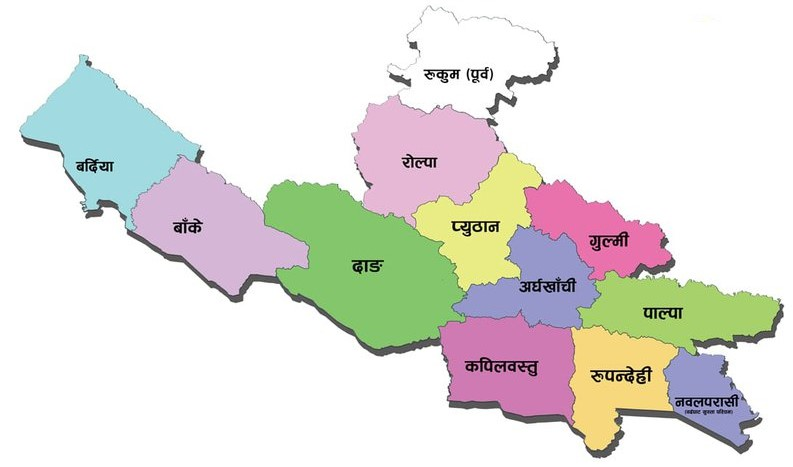 रूकुम (पूर्व)
रोल्पा
बर्दिया
बाँके
प्युठान
गुल्मी
दाङ
अर्घखाँची
पाल्पा
कपिलवस्तु
रूपन्देही
नवलपरासी